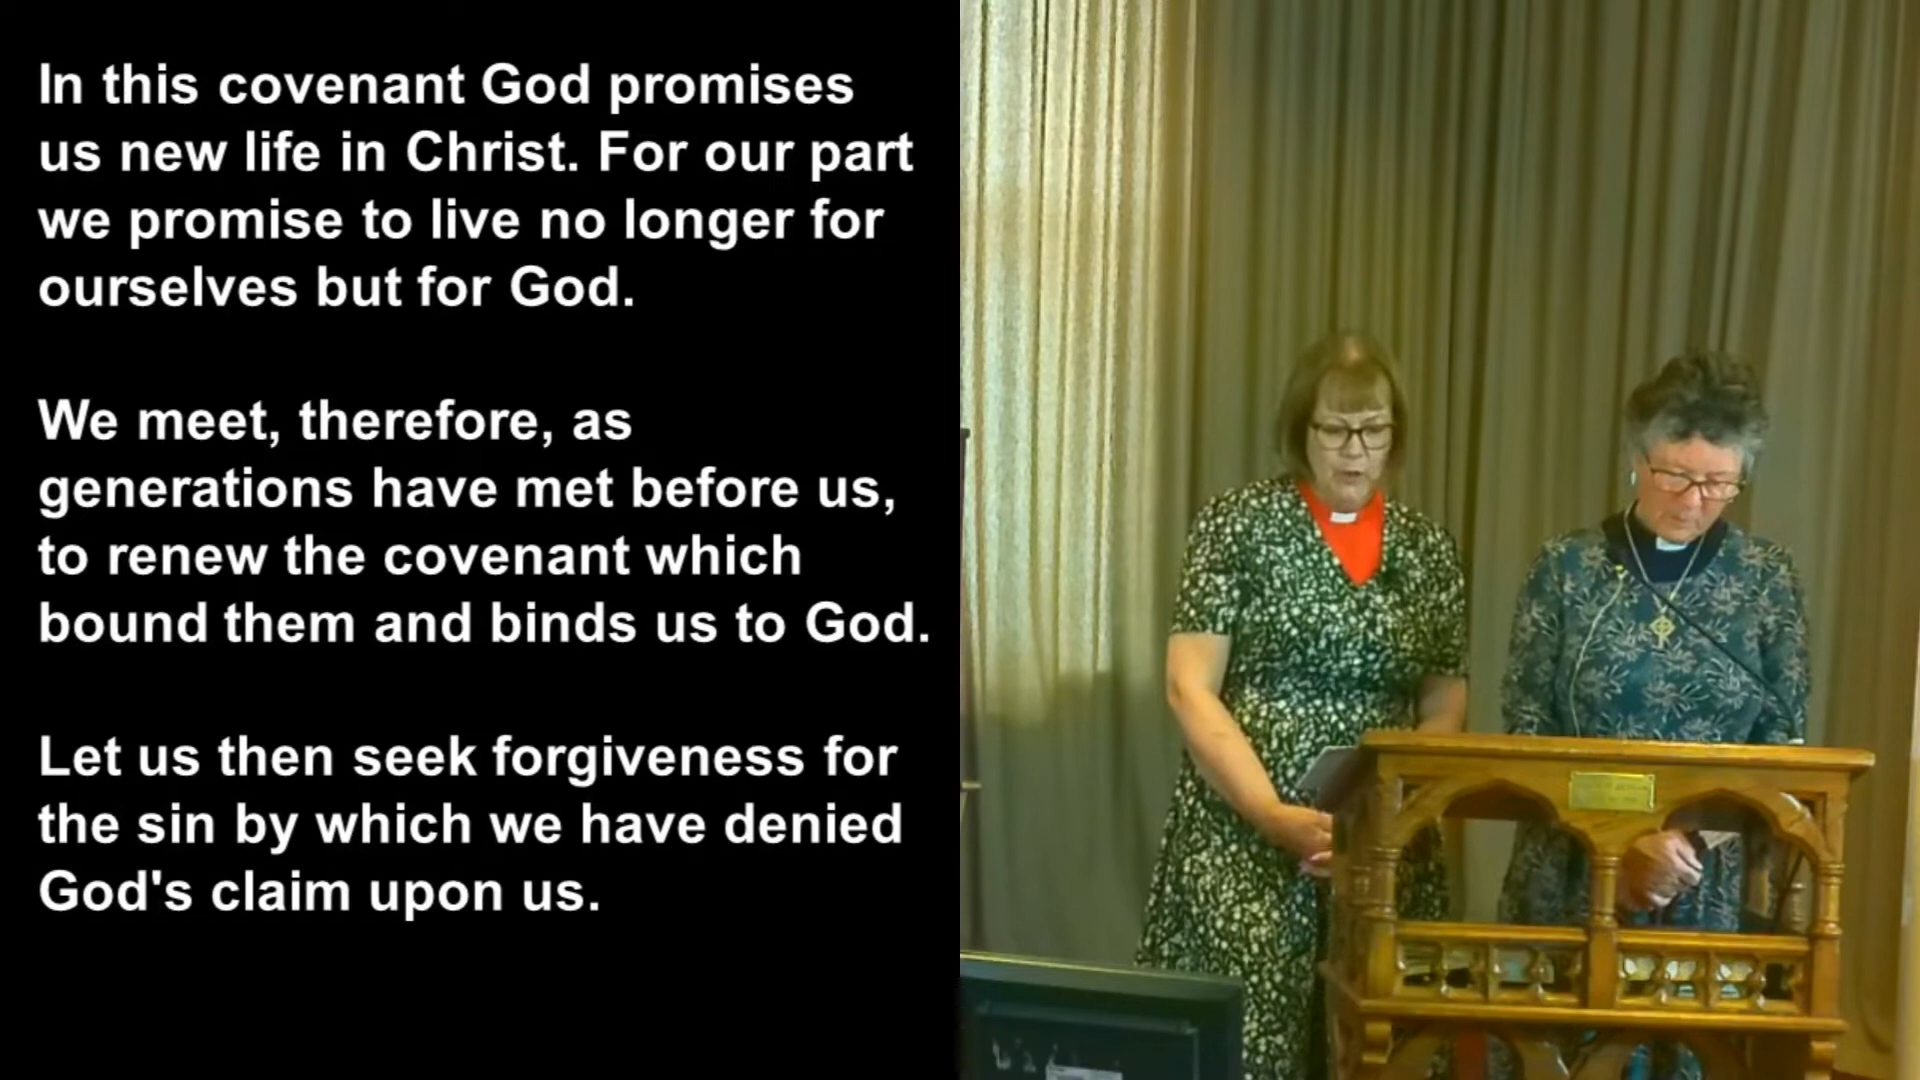 In this covenant God promises
us new life in Christ. For our part
we promise to live no longer for
ourselves but for God.
We meet, therefore, as
generations have met before us,
to renew the covenant which
bound them and binds us to God.
Let us then seek forgiveness for
the sin by which we have denied
God's claim upon us.